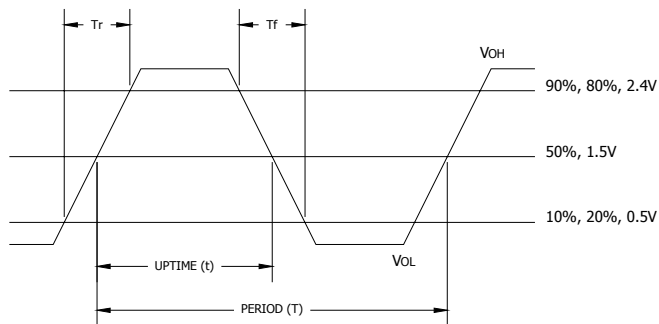 Tr
Tf
VOH
90%, 80%, 2.4V
50%, 1.5V
10%, 20%, 0.5V
UPTIME (t)
VOL
PERIOD (T)